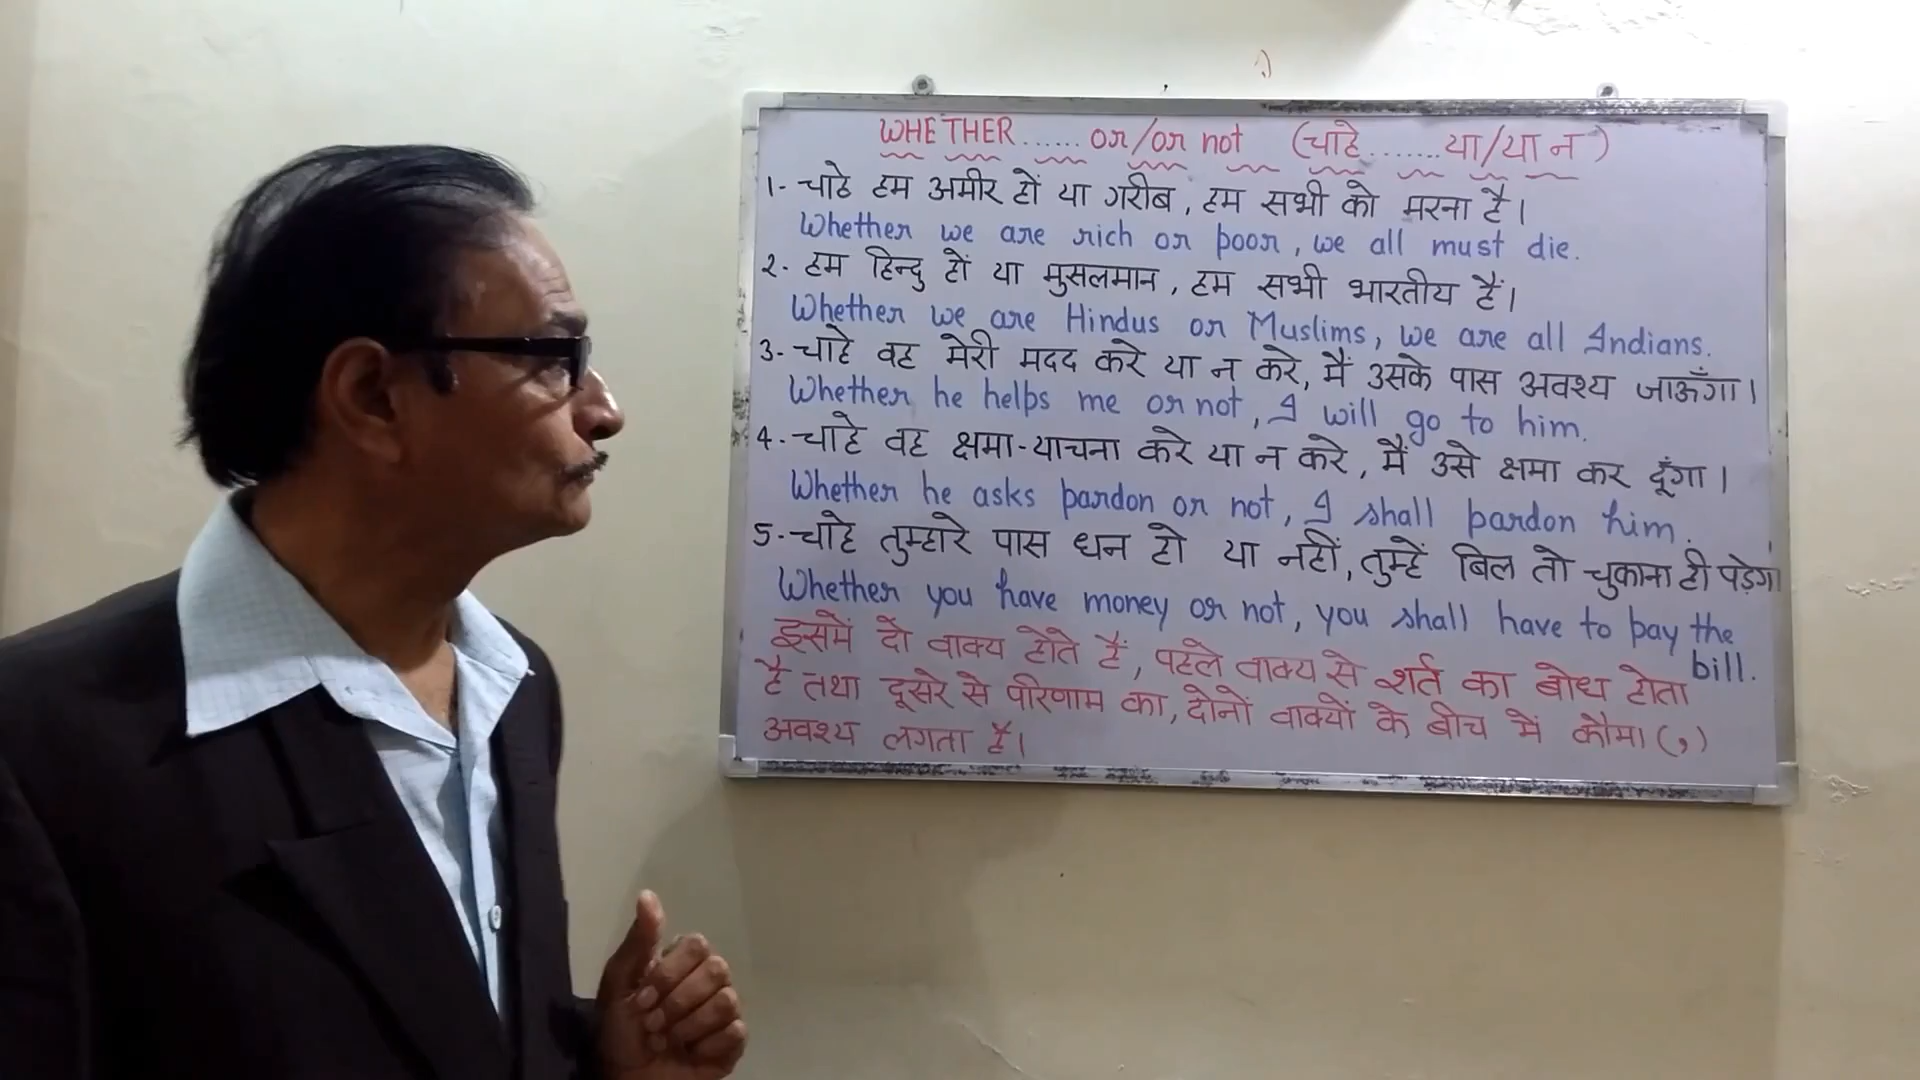 WHETHER ...... or/or not (चाहे ....... या/या न)
1- चाहे हम अमीर हों या गरीब, हम सभी को मरना है।
Whether we are rich or poor, we all must die.
2- हम हिन्दु हों या मुसलमान, हम सभी भारतीय हैं।
Whether we are Hindus or Muslims, we are all Indians.
3- चाहे वह मेरी मदद करे या न करे, मैं उसके पास अवश्य जाऊँगा।
Whether he helps me or not, I will go to him.
4- चाहे वह क्षमा-याचना करे या न करे, मैं उसे क्षमा कर दूंगा।
Whether he asks pardon or not, I shall pardon him.
5- चाहे तुम्हारे पास धन हो या नहीं, तुम्हें बिल तो चुकाना ही पड़ेगा
Whether you have money or not, you shall have to pay the
bill.
इसमें दो वाक्य होते हैं, पहले वाक्य से शर्त का बोध होता
है तथा दूसरे से परिणाम का, दोनों वाक्यों के बीच में कौमा (,)
अवश्य लगता है।